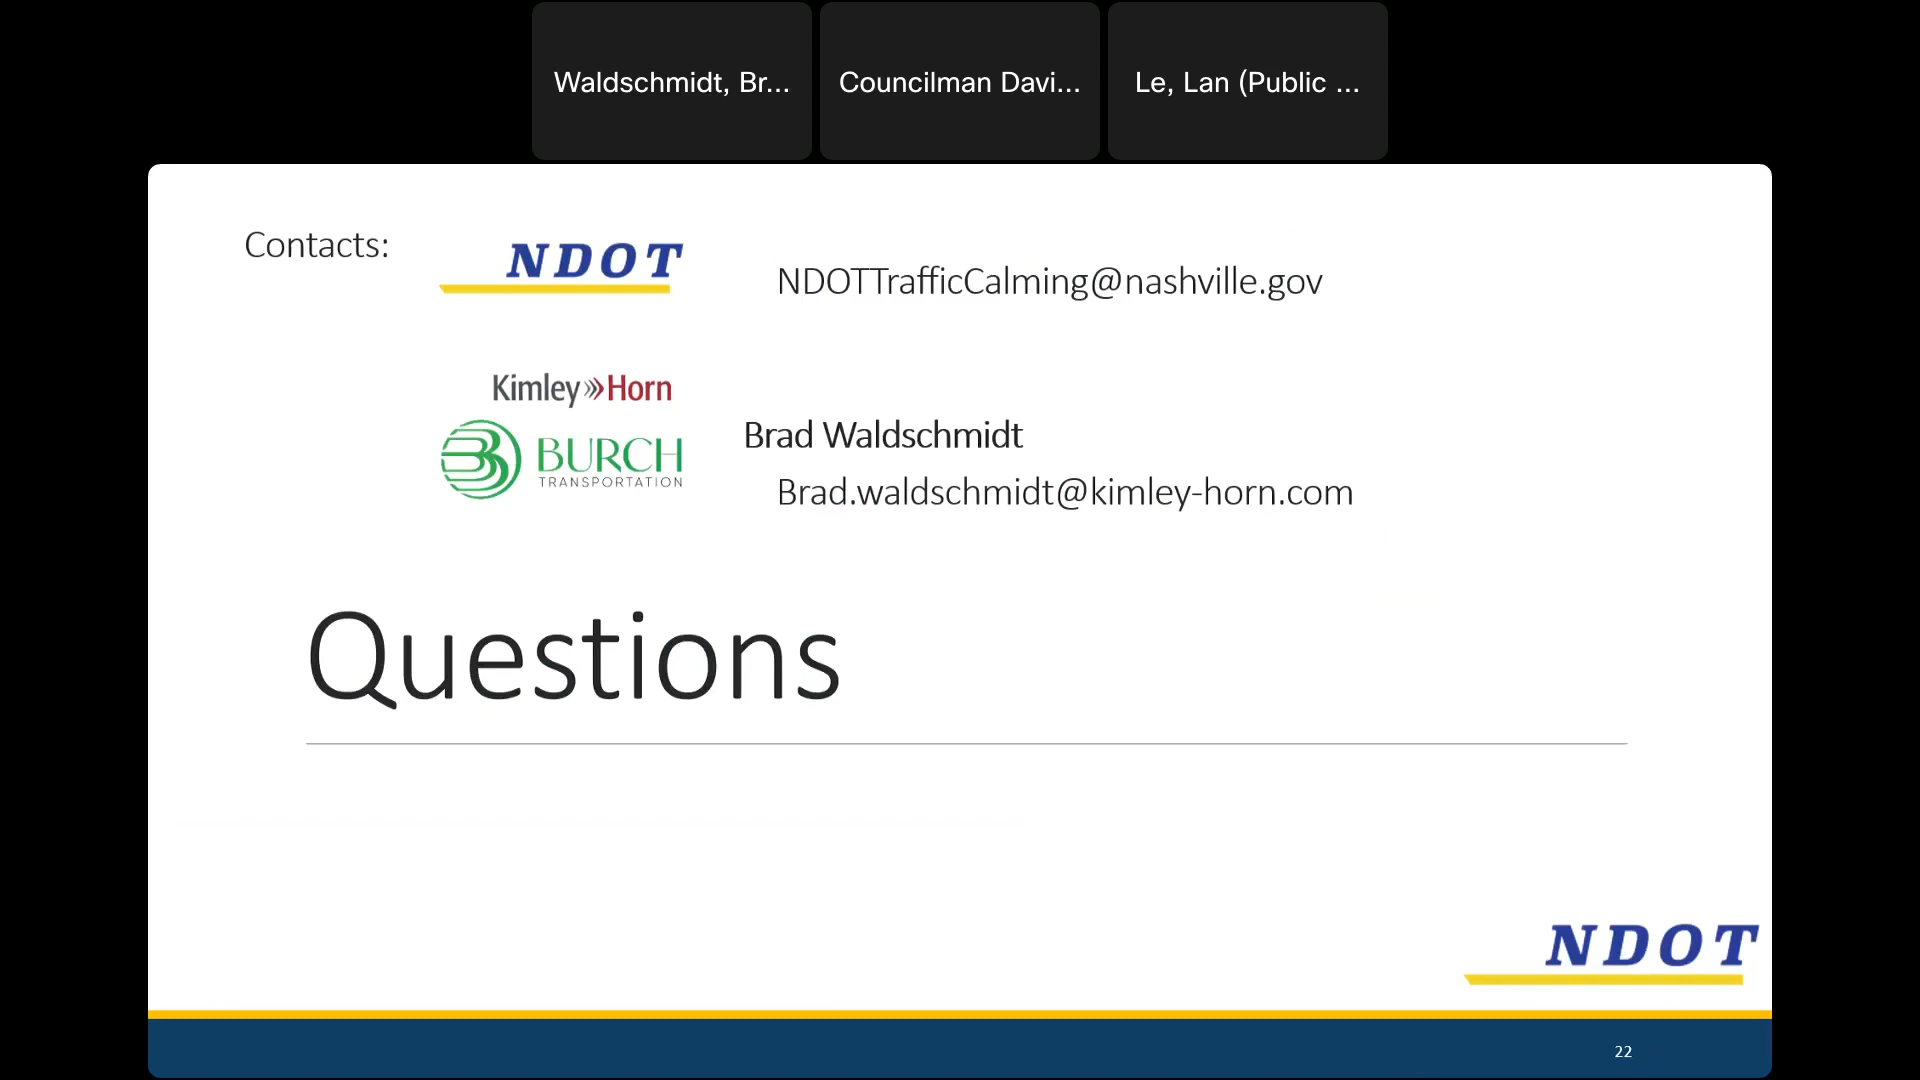 Waldschmidt, Br...
Councilman Davi...
Le, Lan (Public ...
Contacts:
NDOT
NDOTTrafficCalming@nashville.gov
Kimley»Horn
BURCH
TRANSPORTATION
Brad Waldschmidt
Brad.waldschmidt@kimley-horn.com
Questions
NDOT
22